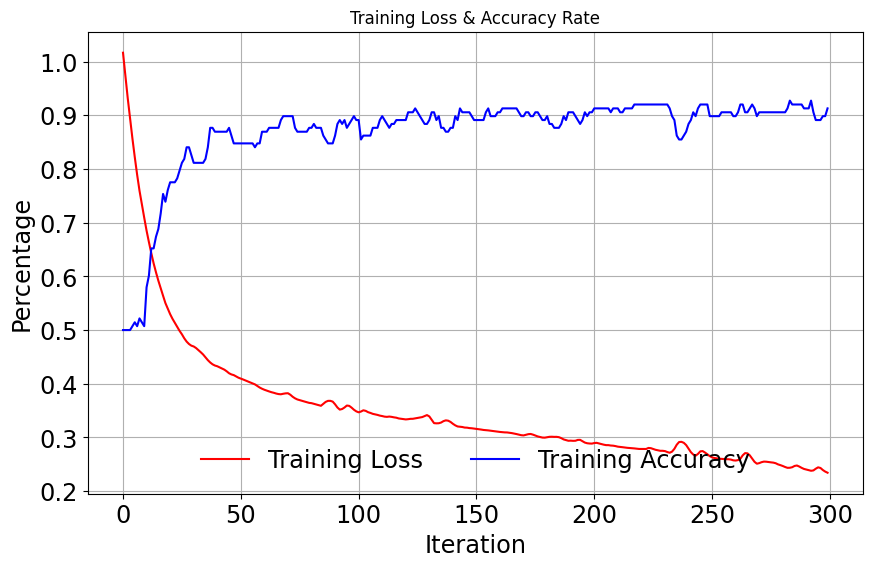 Training Loss & Accuracy Rate
1.0
0.9
0.8
0.7
0.6
0.5
0.4
0.3
0.2
Percentage
Training Loss Training Accuracy
0 50 100 150 200 250 300
Iteration